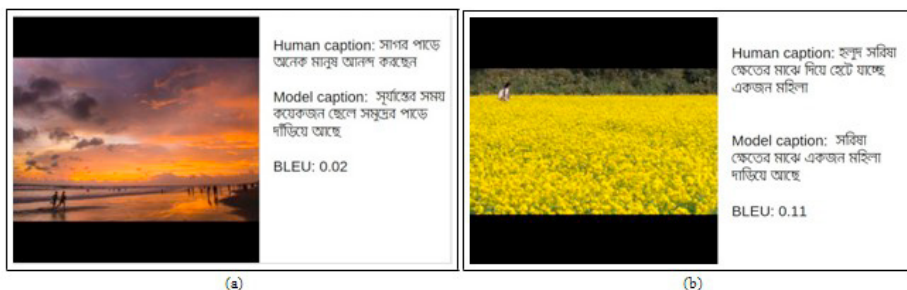 Human caption: সাগর পাড়ে
অনেক মানুষ আনন্দ করছেন
Model caption: সূর্যাস্তের সময়
কয়েকজন ছেলে সমুদ্রের পাড়ে
দাঁড়িয়ে আছে
BLEU: 0.02
(a)
Human caption: হলুদ সরিষা
ক্ষেতের মাঝে দিয়ে হেটে যাচ্ছে
একজন মহিলা
Model caption: সরিষা
ক্ষেতের মাঝে একজন মহিলা
দাড়িয়ে আছে
BLEU: 0.11
(b)